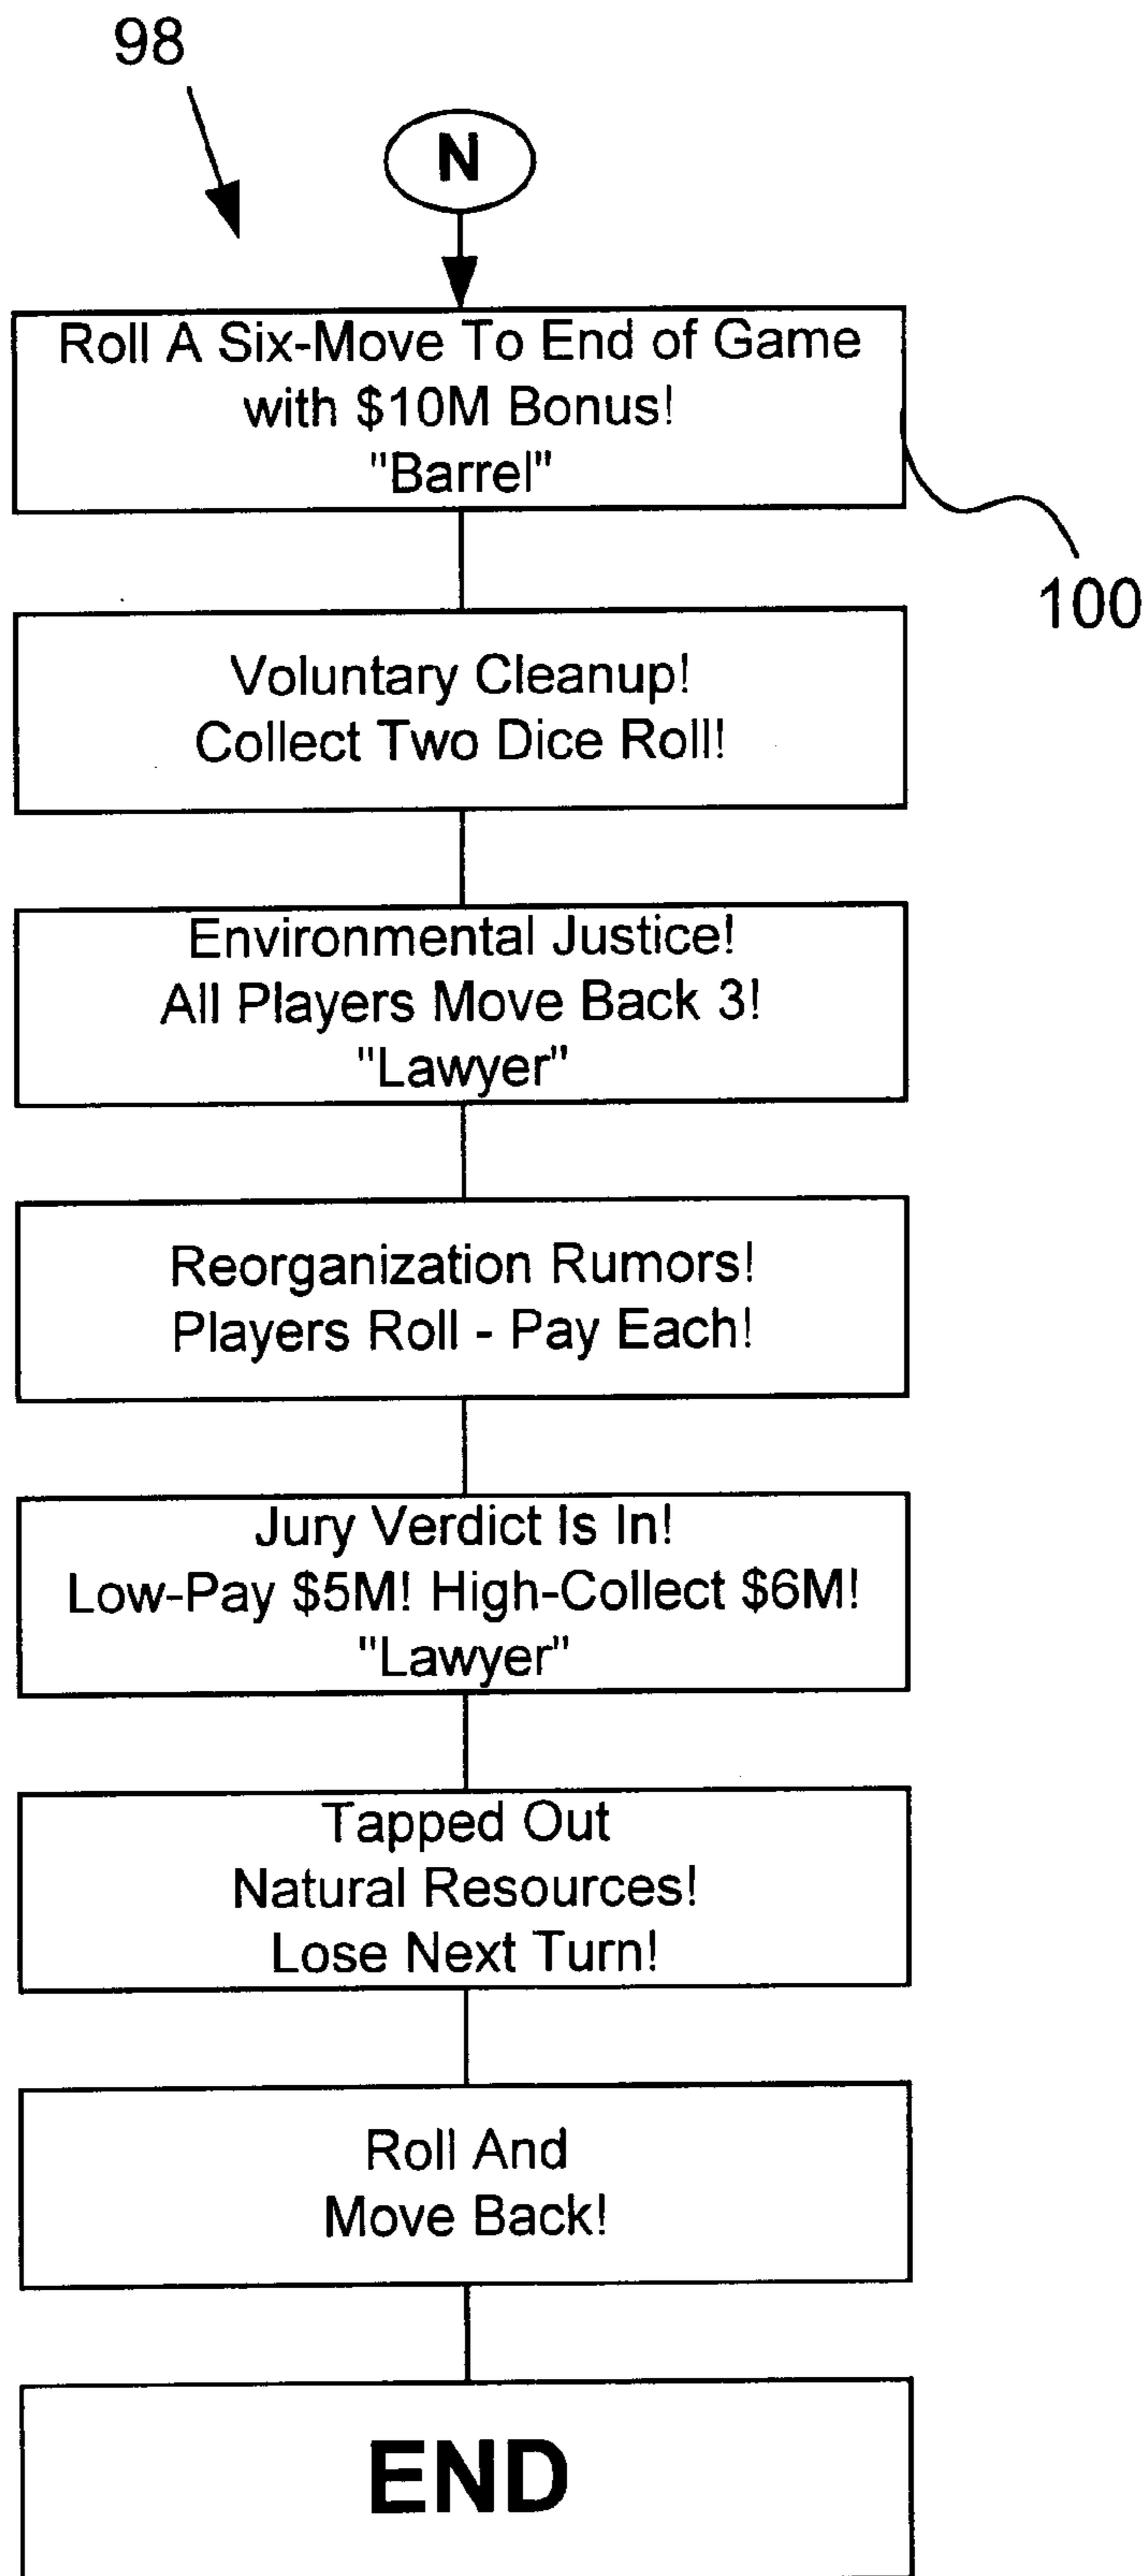 98
N
Roll A Six-Move To End of Game
with $10M Bonus!
"Barrel"
100
Voluntary Cleanup!
Collect Two Dice Roll!
Environmental Justice!
All Players Move Back 3!
"Lawyer"
Reorganization Rumors!
Players Roll - Pay Each!
Jury Verdict Is In!
Low-Pay $5M! High-Collect $6M!
"Lawyer"
Tapped Out
Natural Resources!
Lose Next Turn!
Roll And
Move Back!
END